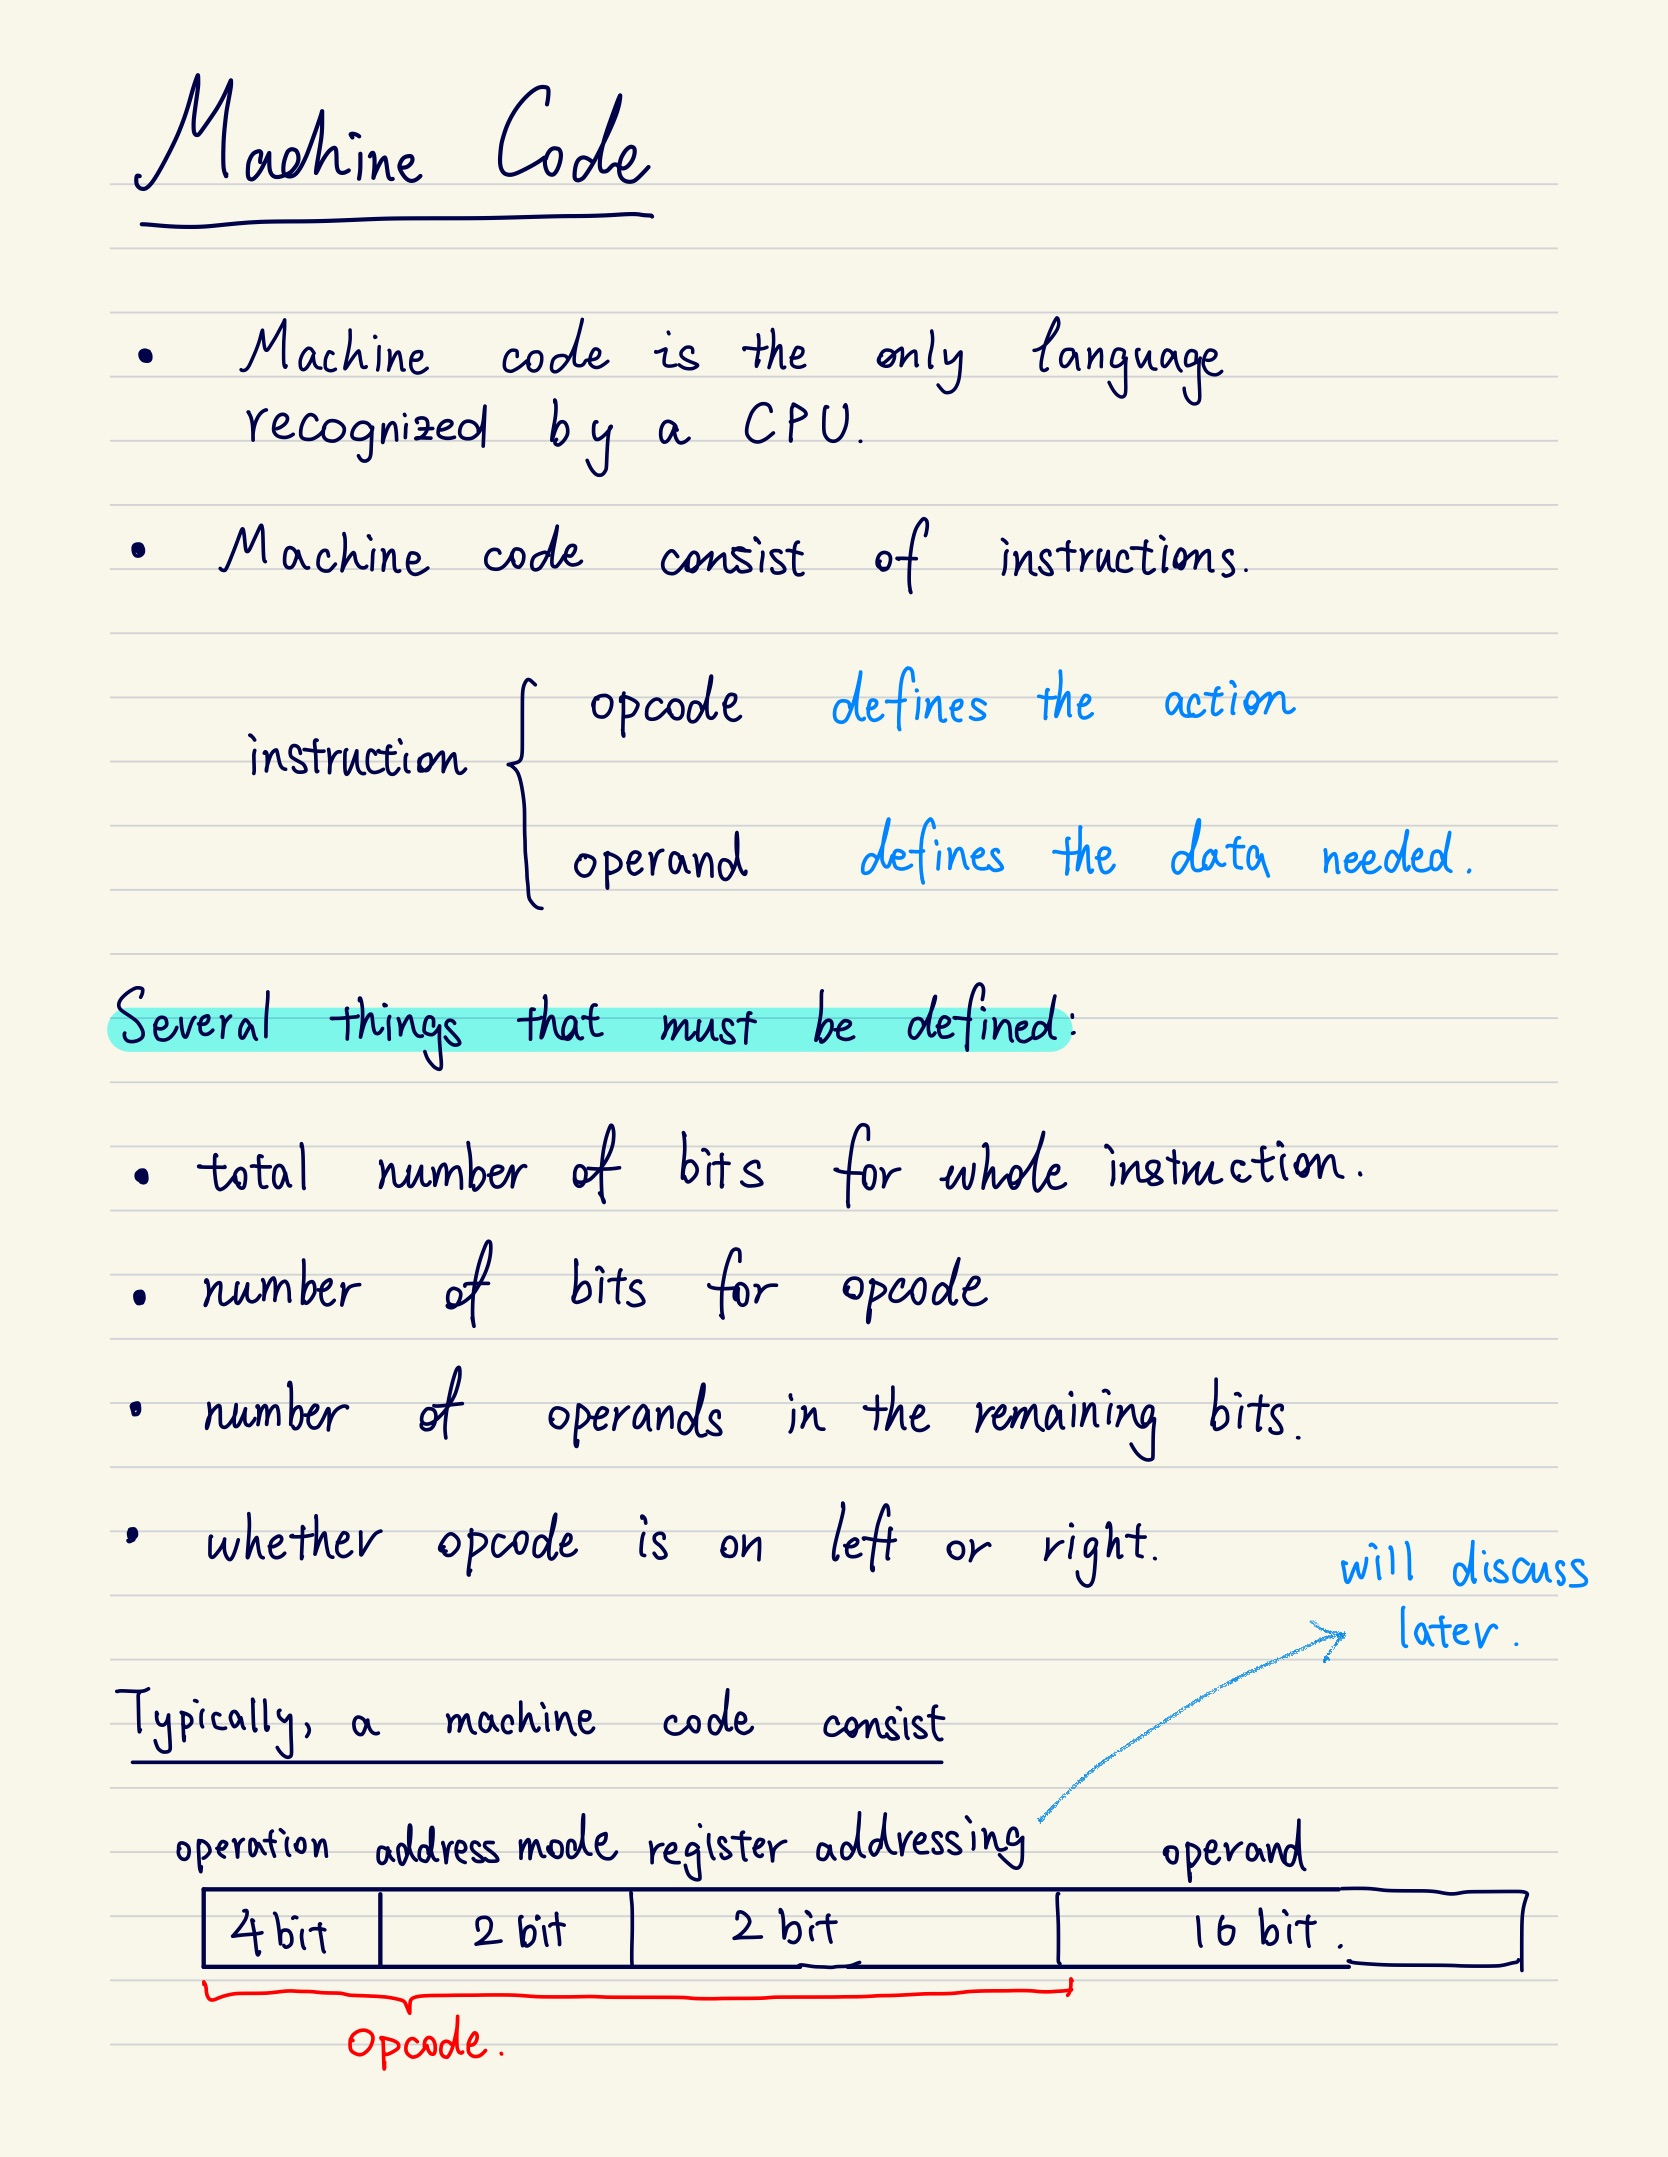 Machine Code
• Machine code is the only language
recognized by a CPU.
• Machine code consist of instructions.
opcode defines the action
instruction {
operand defines the data needed.
Several things that must be defined:
• total number of bits for whole instruction.
• number of bits for opcode
• number of operands in the remaining bits.
• whether opcode is on left or right.
will discuss
later.
Typically, a machine code consist
operation address mode register addressing operand
4 bit 2 bit 2 bit 16 bit.
Opcode.